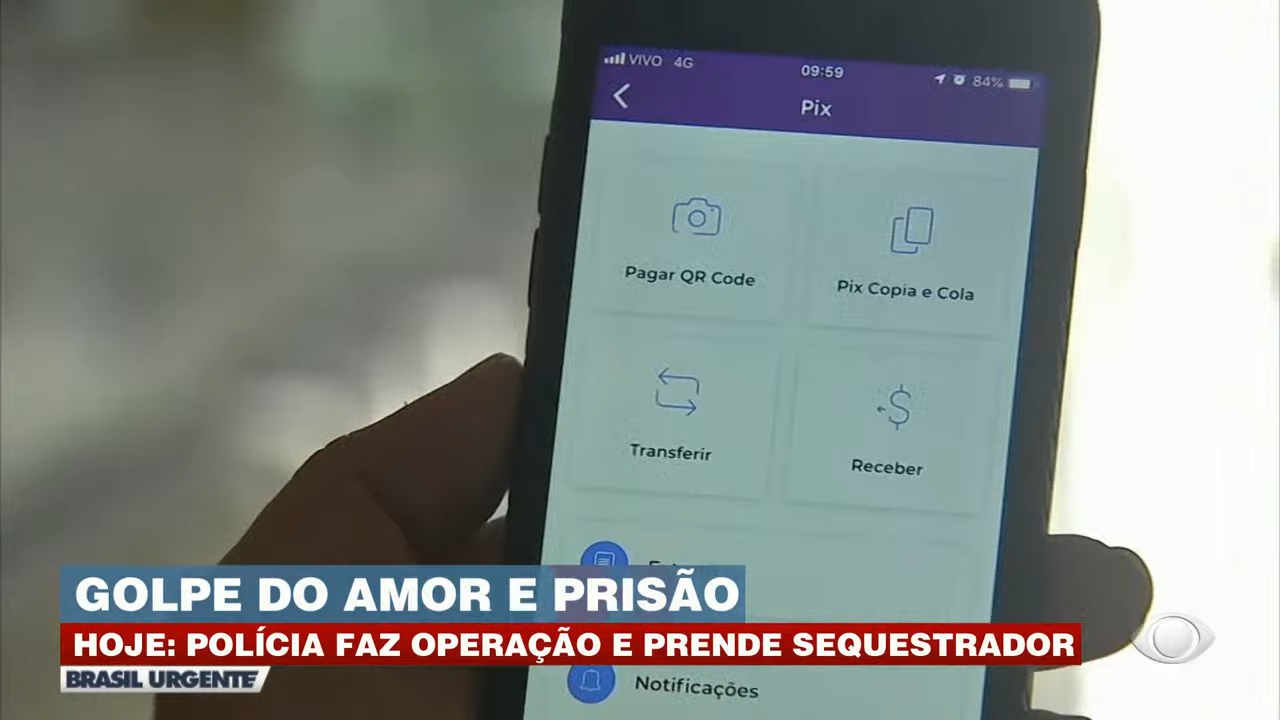 VIVO 4G 09:59 84%
Pix
Pagar QR Code
Pix Copia e Cola
Transferir
Receber
GOLPE DO AMOR E PRISÃO
HOJE: POLÍCIA FAZ OPERAÇÃO E PRENDE SEQUESTRADOR
BRASIL URGENTE
Notificações